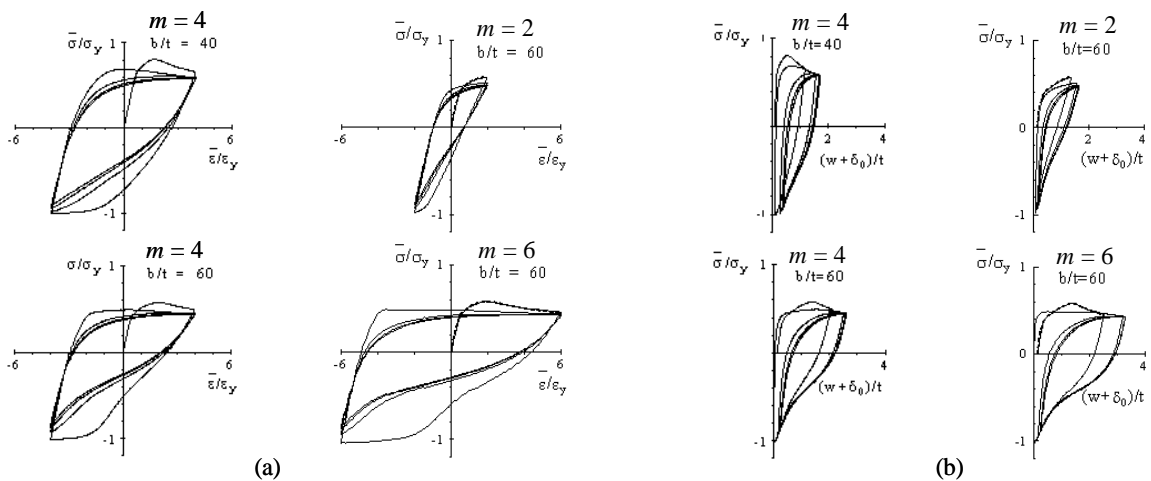 m = 4
σ̄/σy 1 b/t = 40
-6 6
ε̄/εy
-1
m = 2
σ̄/σy 1 b/t = 60
-6 6
ε̄/εy
-1
m = 4
σ̄/σy 1 b/t=40
2 4
(w+δ0)/t
-1
m = 2
σ̄/σy 1 b/t=60
0 2 4
(w+δ0)/t
-1
m = 4
σ/σy 1 b/t = 60
-6 6
ε̄/εy
-1
m = 6
σ̄/σy 1 b/t = 60
-6 6
ε̄/εy
-1
m = 4
σ̄/σy 1 b/t=60
2 4
(w+δ0)/t
-1
m = 6
σ̄/σy 1 b/t=60
0 2 4
(w+δ0)/t
-1
(a)
(b)